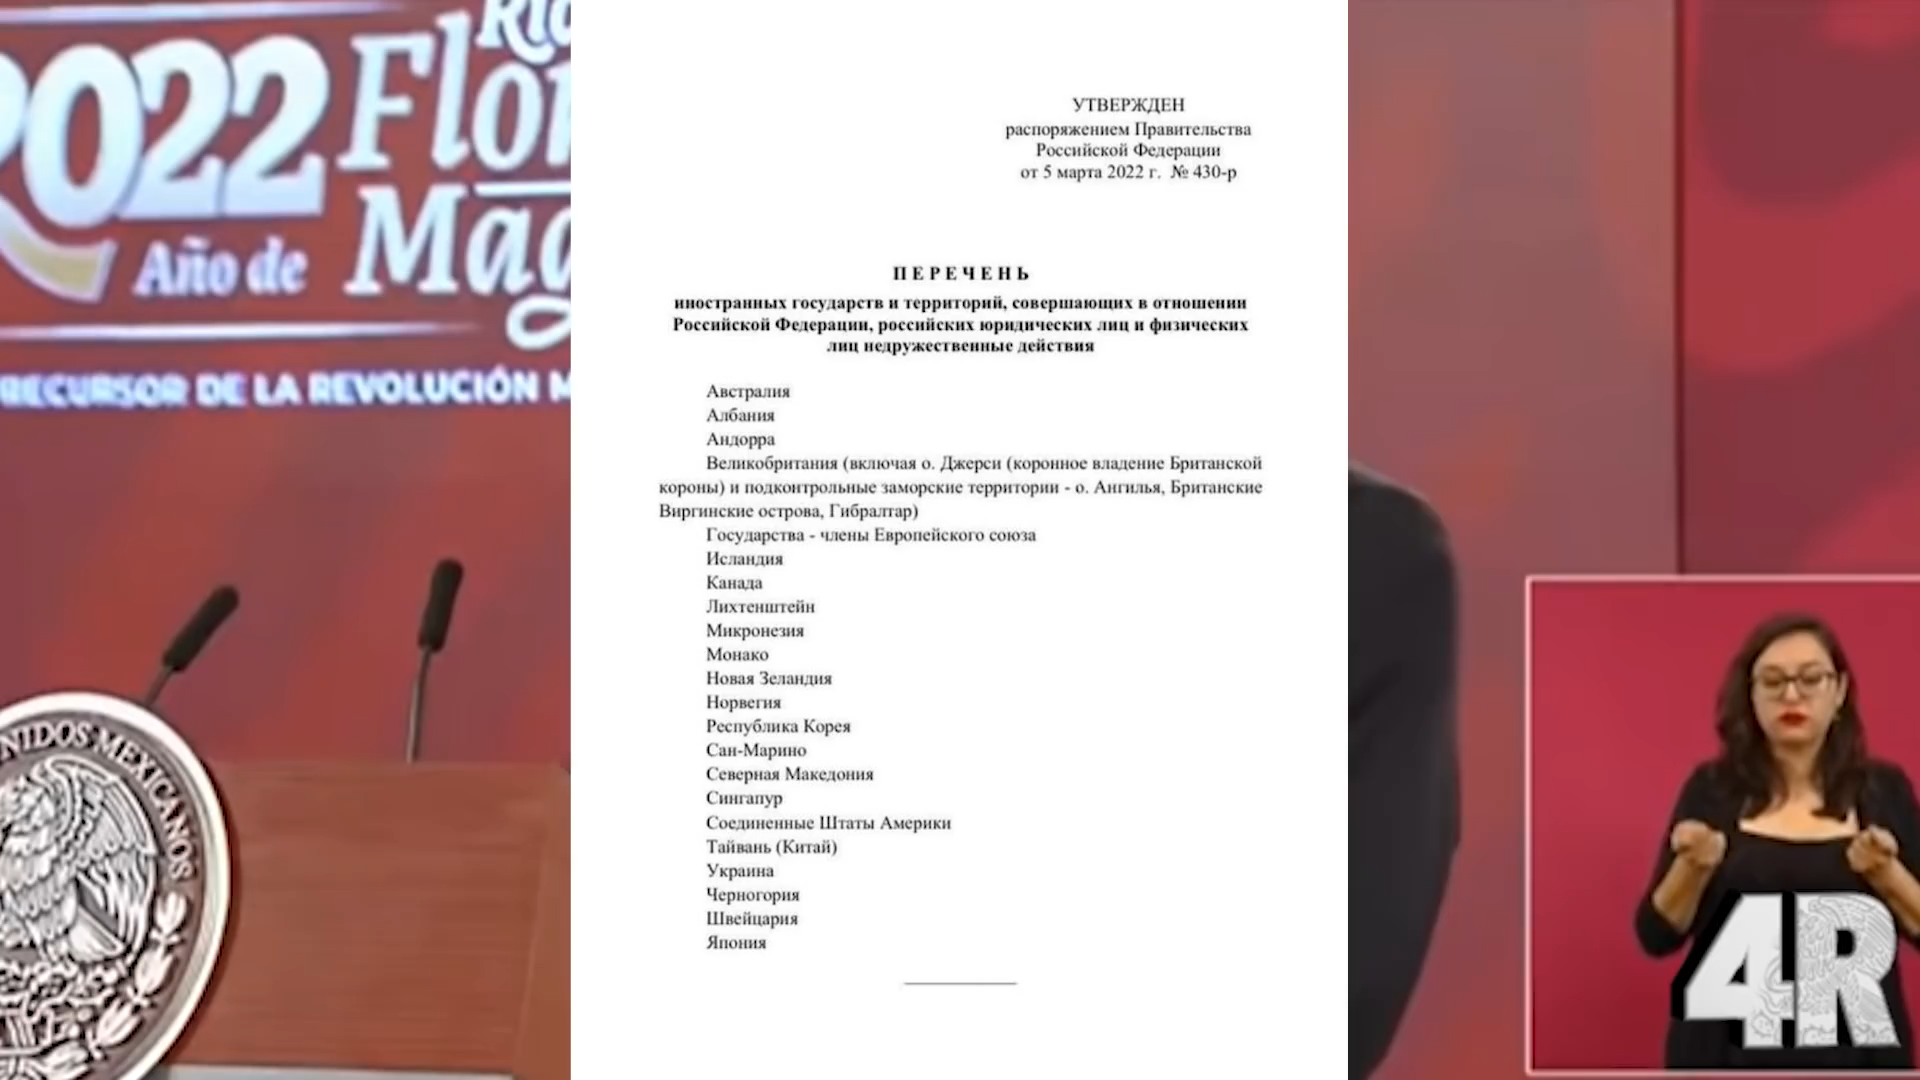 2022 Flor
Año de Mag
RECURSOR DE LA REVOLUCIÓN M
NIDOS MEXICANOS
УТВЕРЖДЕН
распоряжением Правительства
Российской Федерации
от 5 марта 2022 г. № 430-р
П Е Р Е Ч Е Н Ь
иностранных государств и территорий, совершающих в отношении
Российской Федерации, российских юридических лиц и физических
лиц недружественные действия
Австралия
Албания
Андорра
Великобритания (включая о. Джерси (коронное владение Британской
короны) и подконтрольные заморские территории - о. Ангилья, Британские
Виргинские острова, Гибралтар)
Государства - члены Европейского союза
Исландия
Канада
Лихтенштейн
Микронезия
Монако
Новая Зеландия
Норвегия
Республика Корея
Сан-Марино
Северная Македония
Сингапур
Соединенные Штаты Америки
Тайвань (Китай)
Украина
Черногория
Швейцария
Япония
4R